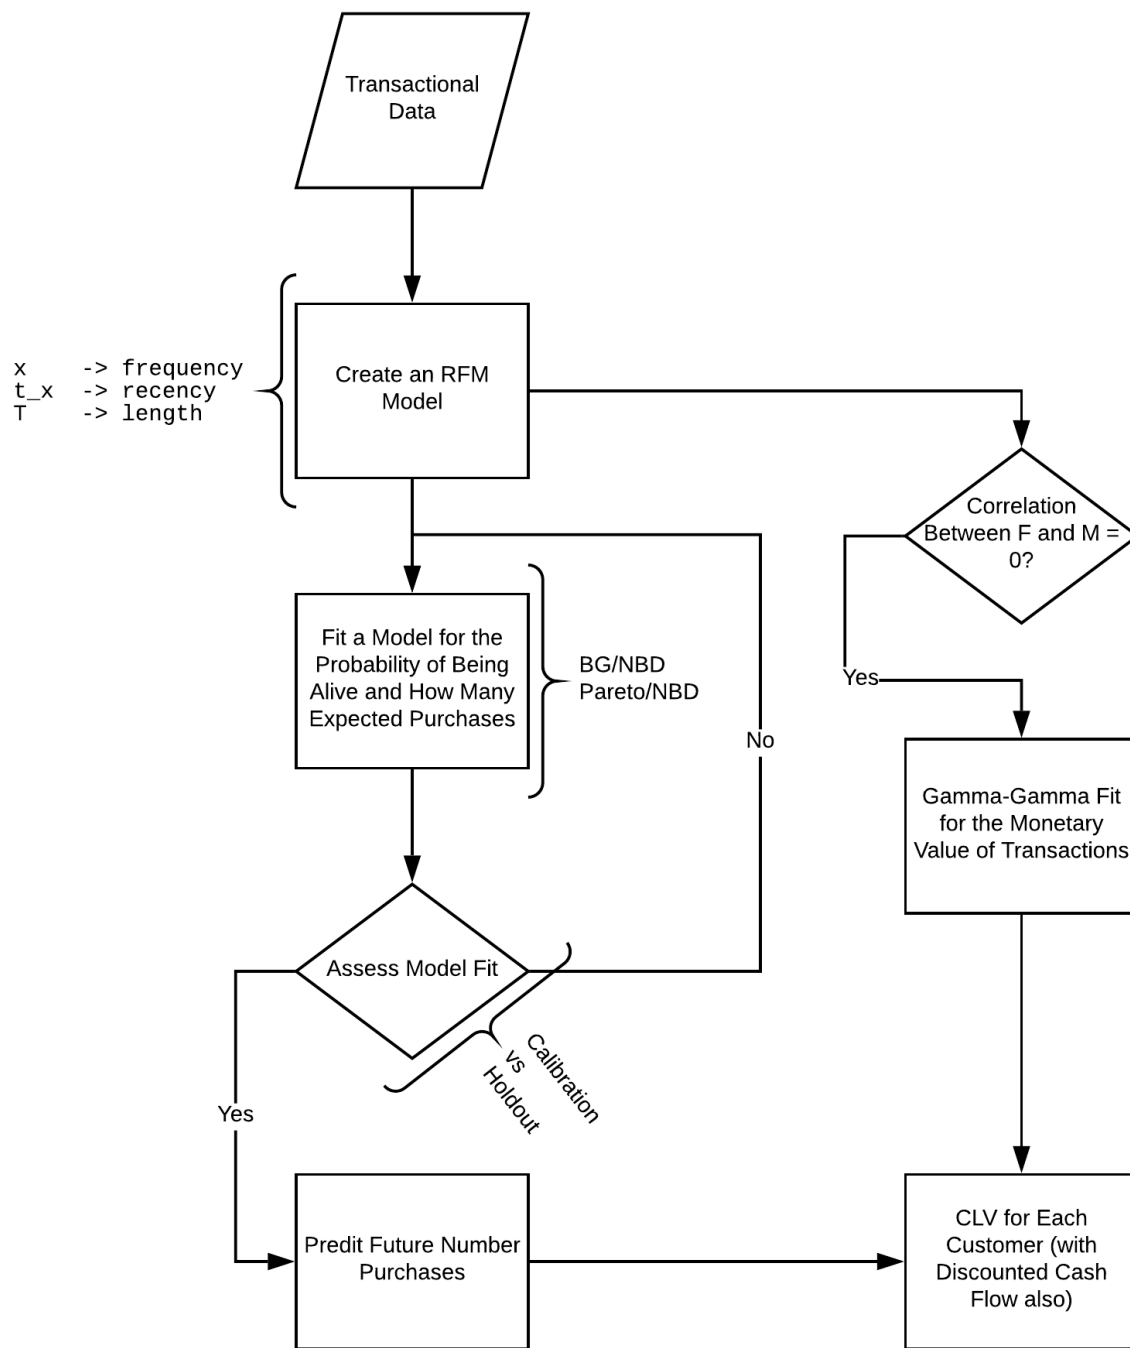 Transactional
Data
x    -> frequency
t_x  -> recency
T    -> length
Create an RFM
Model
Correlation
Between F and M =
0?
Fit a Model for the
Probability of Being
Alive and How Many
Expected Purchases
BG/NBD
Pareto/NBD
Yes
No
Gamma-Gamma Fit
for the Monetary
Value of Transactions
Assess Model Fit
Calibration
vs
Holdout
Yes
Predit Future Number
Purchases
CLV for Each
Customer (with
Discounted Cash
Flow also)